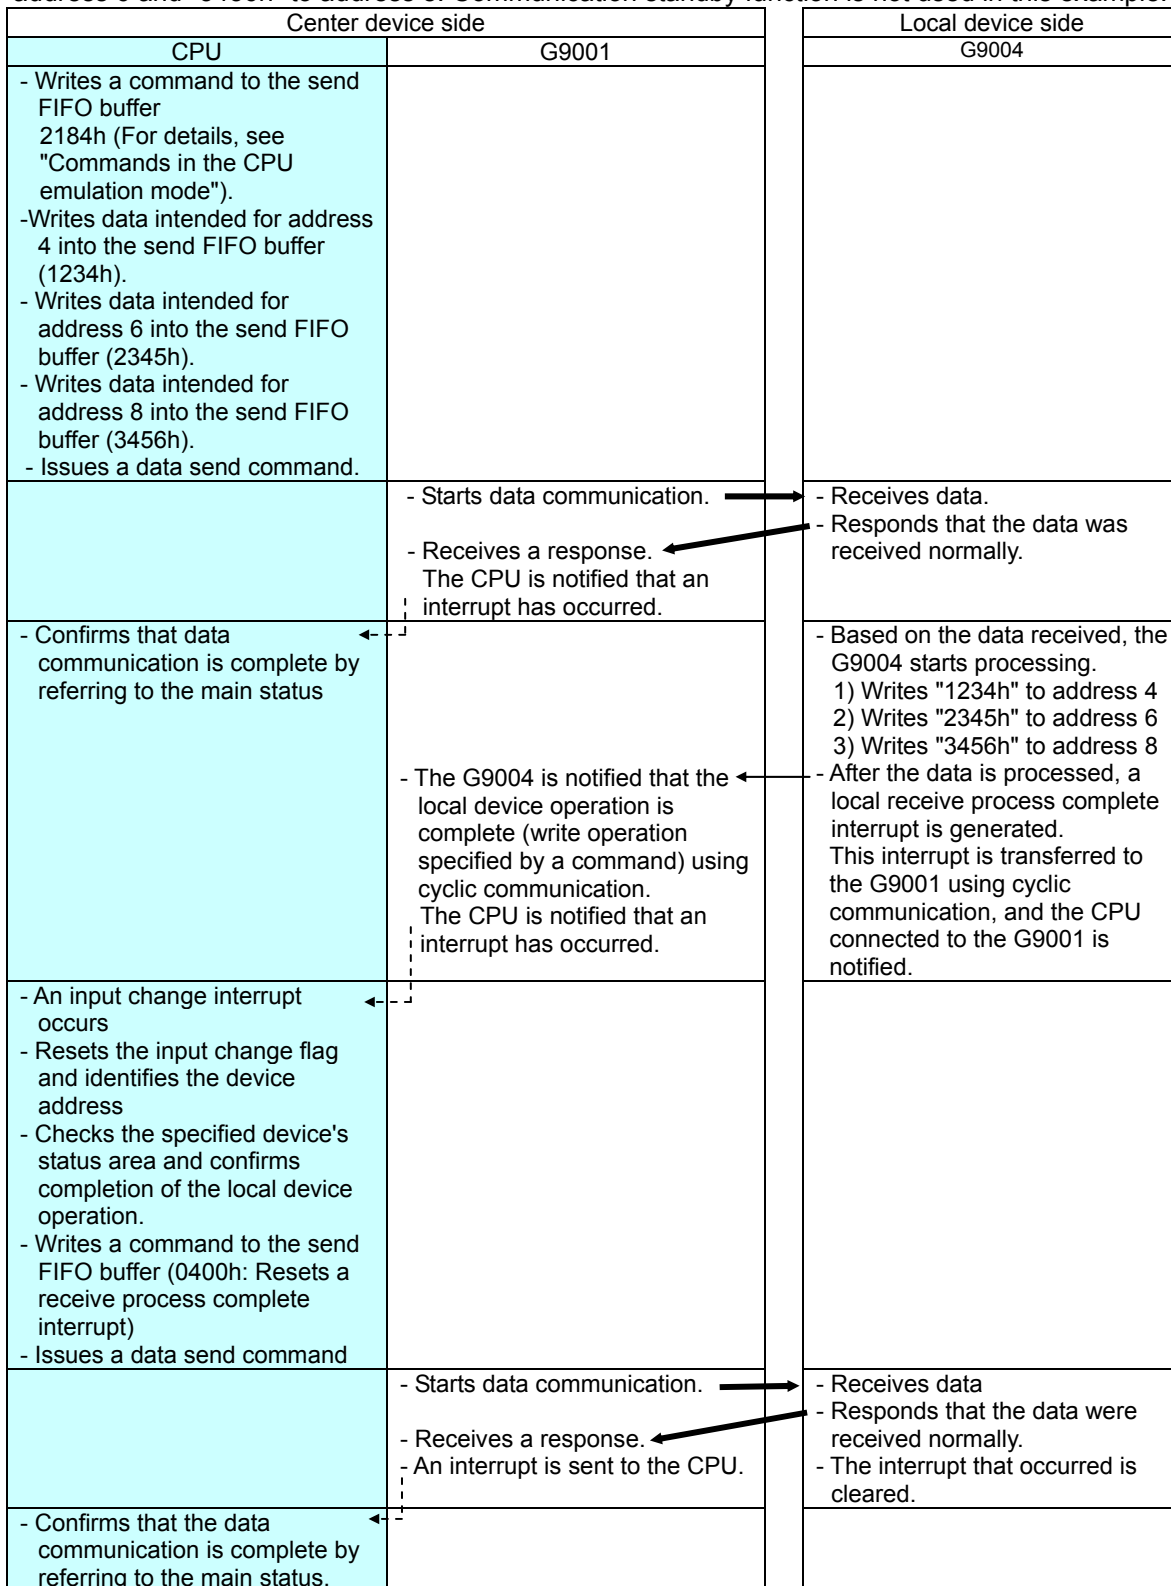 address 6 and "3456h" to address 8. Communication standby function is not used in this example.
Center device side
Local device side
CPU
G9001
G9004
- Writes a command to the send
FIFO buffer
2184h (For details, see
"Commands in the CPU
emulation mode").
-Writes data intended for address
4 into the send FIFO buffer
(1234h).
- Writes data intended for
address 6 into the send FIFO
buffer (2345h).
- Writes data intended for
address 8 into the send FIFO
buffer (3456h).
- Issues a data send command.
- Starts data communication.
- Receives a response.
The CPU is notified that an
interrupt has occurred.
- Receives data.
- Responds that the data was
received normally.
- Confirms that data
communication is complete by
referring to the main status
- The G9004 is notified that the
local device operation is
complete (write operation
specified by a command) using
cyclic communication.
The CPU is notified that an
interrupt has occurred.
- Based on the data received, the
G9004 starts processing.
1) Writes "1234h" to address 4
2) Writes "2345h" to address 6
3) Writes "3456h" to address 8
- After the data is processed, a
local receive process complete
interrupt is generated.
This interrupt is transferred to
the G9001 using cyclic
communication, and the CPU
connected to the G9001 is
notified.
- An input change interrupt
occurs
- Resets the input change flag
and identifies the device
address
- Checks the specified device's
status area and confirms
completion of the local device
operation.
- Writes a command to the send
FIFO buffer (0400h: Resets a
receive process complete
interrupt)
- Issues a data send command
- Starts data communication.
- Receives a response.
- An interrupt is sent to the CPU.
- Receives data
- Responds that the data were
received normally.
- The interrupt that occurred is
cleared.
- Confirms that the data
communication is complete by
referring to the main status.